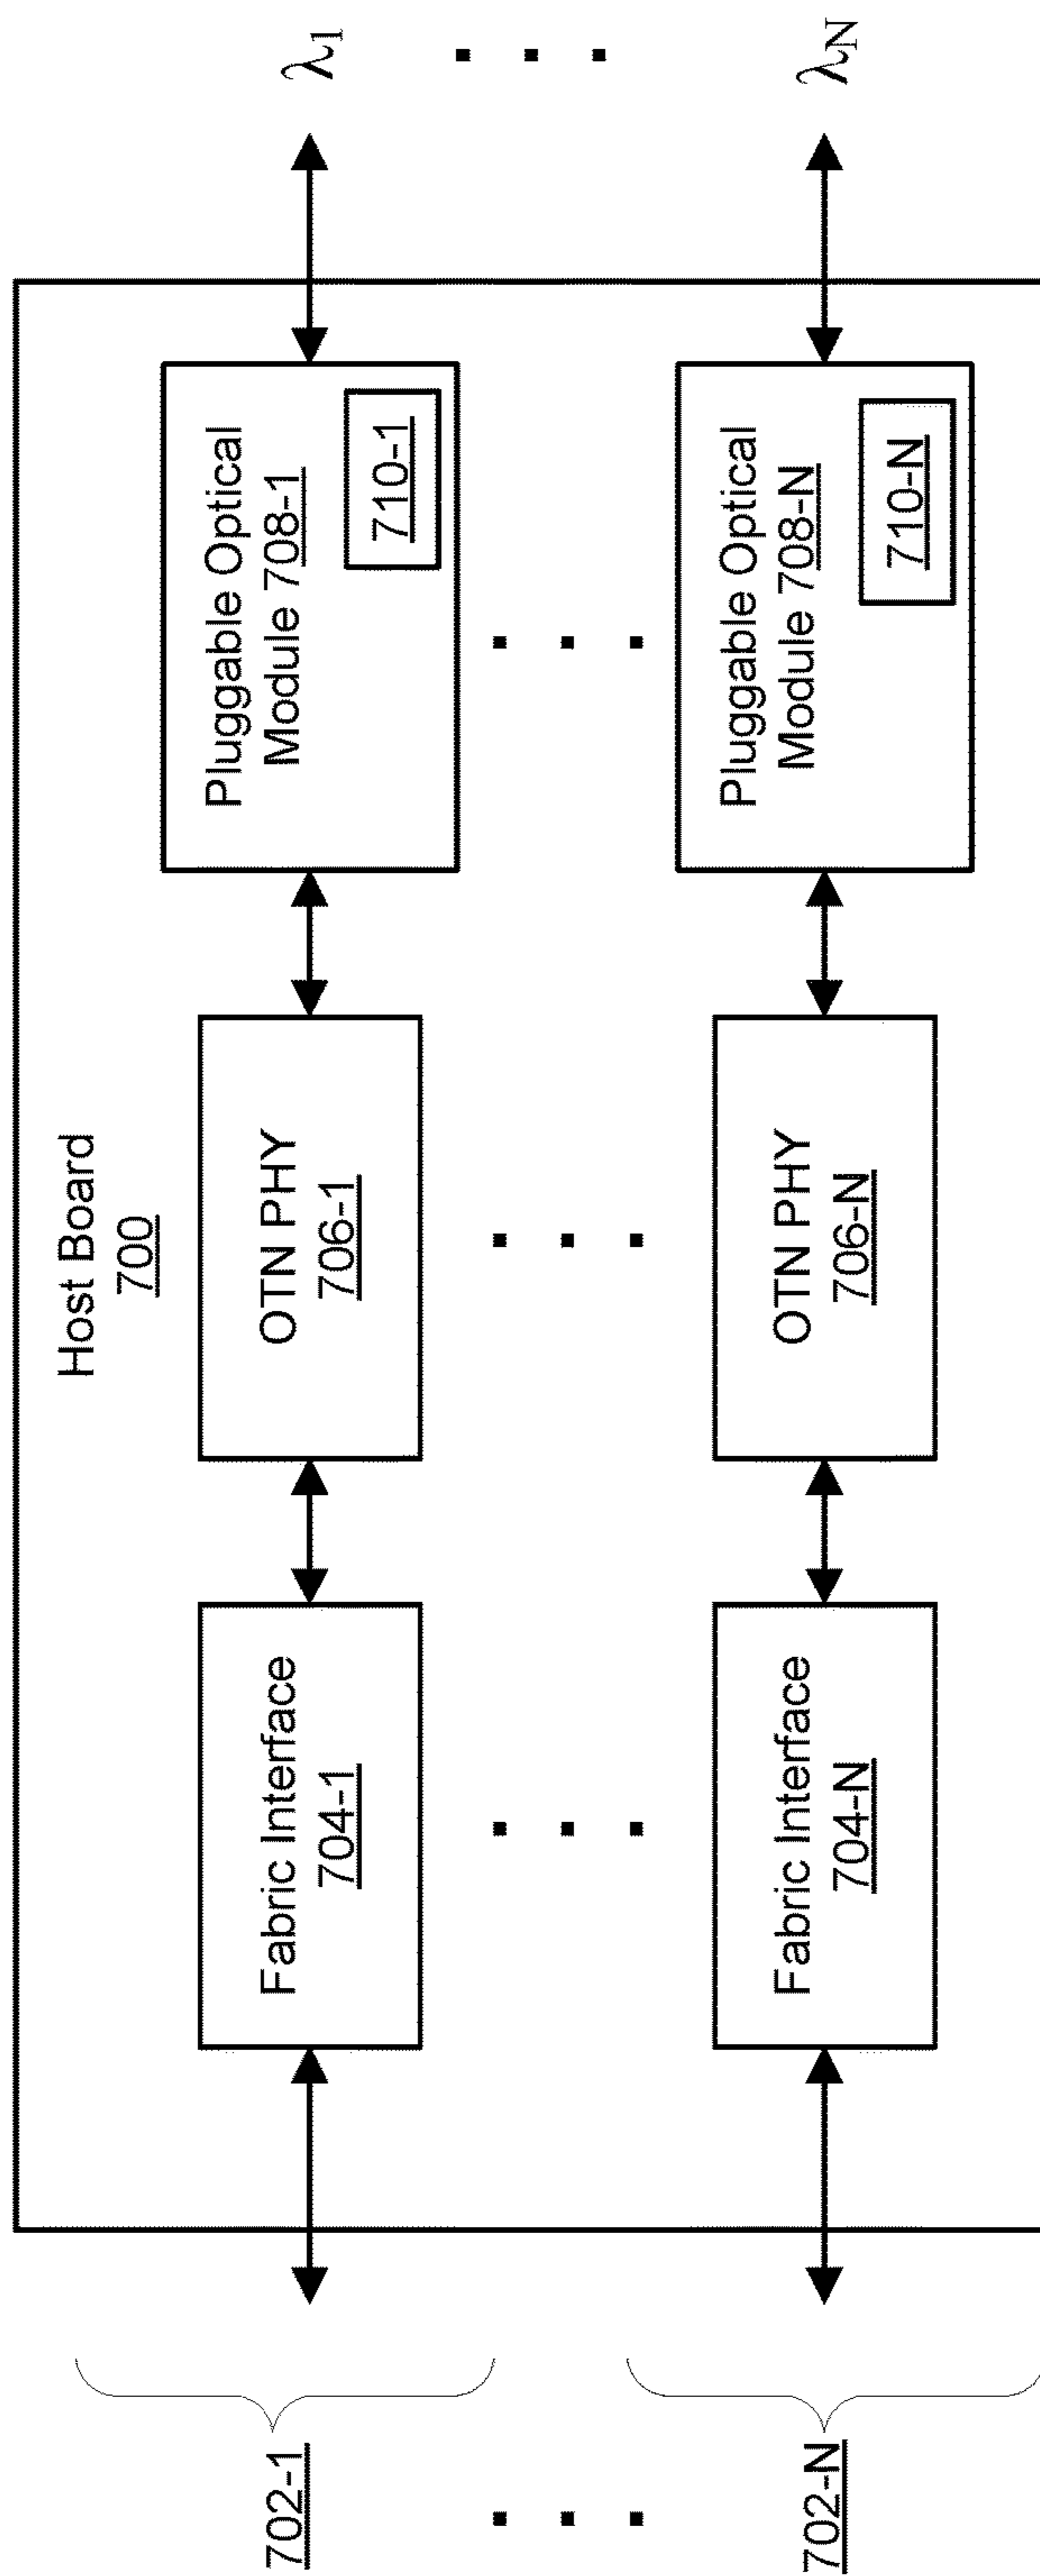 Host Board
700
702-1
Fabric Interface
704-1
OTN PHY
706-1
Pluggable Optical
Module 708-1
710-1
λ1
702-N
Fabric Interface
704-N
OTN PHY
706-N
Pluggable Optical
Module 708-N
710-N
λN